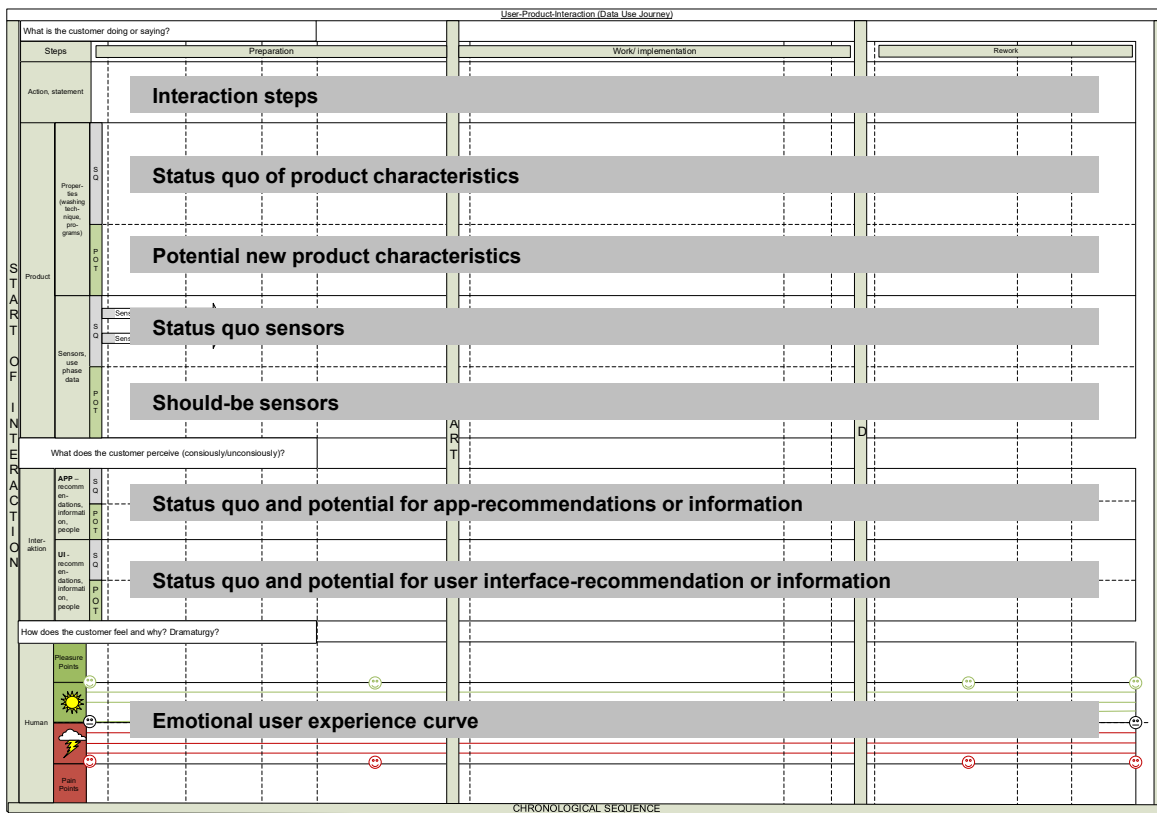 User-Product-Interaction (Data Use Journey)
What is the customer doing or saying?
Steps
Preparation
Work/ implementation
Rework
Action, statement
Interaction steps
START OF INTERACTION
Product
Proper-
ties
(washing
tech-
nique,
pro-
grams)
S
Q
Status quo of product characteristics
P
O
T
Potential new product characteristics
Sensors,
use
phase
data
S
Q
Status quo sensors
P
O
T
Should-be sensors
A
R
T
D
What does the customer perceive (consiously/unconsiously)?
Inter-
aktion
APP –
recomm
en-
dations,
informati
on,
people
S
Q
P
O
T
Status quo and potential for app-recommendations or information
UI -
recomm
en-
dations,
informati
on,
people
S
Q
P
O
T
Status quo and potential for user interface-recommendation or information
How does the customer feel and why? Dramaturgy?
Human
Pleasure
Points
Emotional user experience curve
Pain
Points
CHRONOLOGICAL SEQUENCE